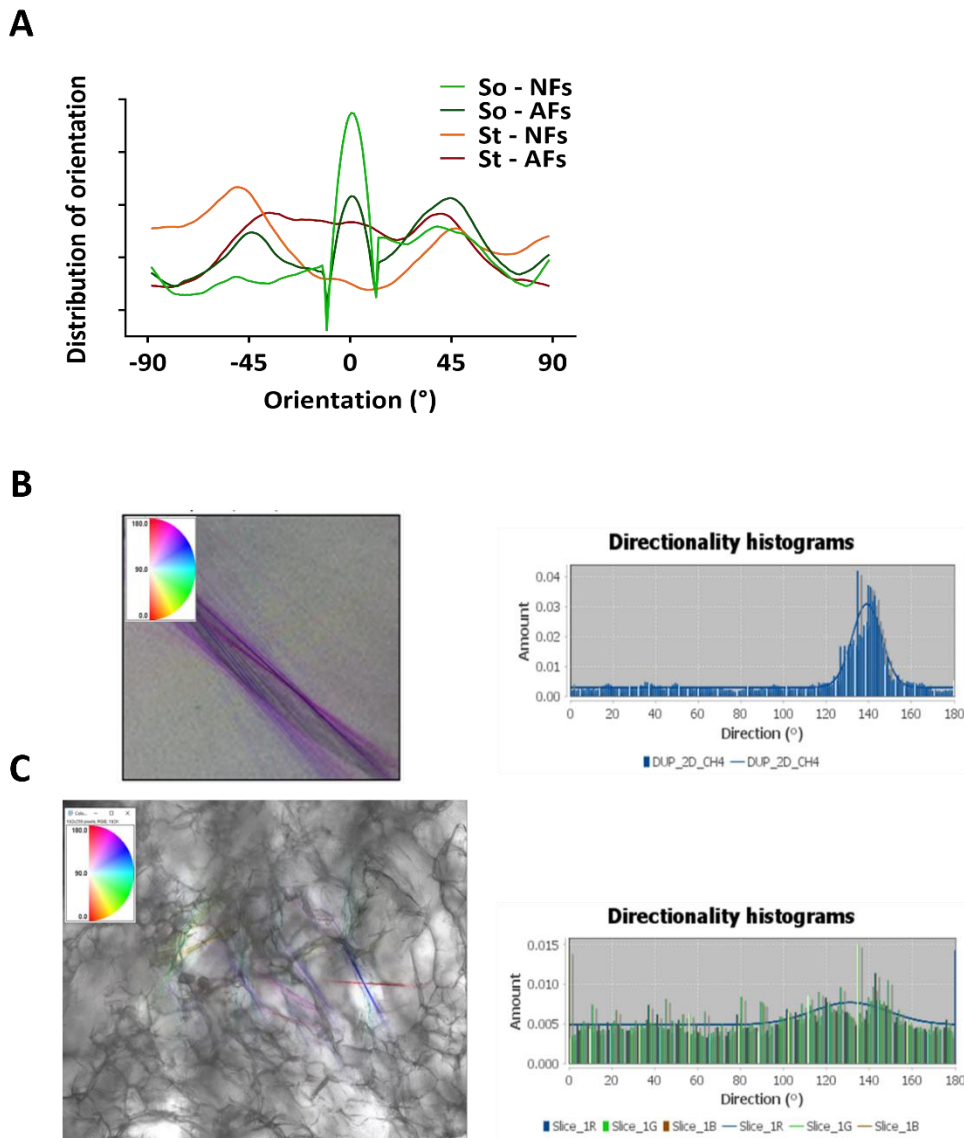 A
So - NFs
So - AFs
St - NFs
St - AFs
Distribution of orientation
-90 -45 0 45 90
Orientation (°)
B
180.0
90.0
0.0
Directionality histograms
Amount
0.04
0.03
0.02
0.01
0.00
0 20 40 60 80 100 120 140 160 180
Direction (°)
DUP_2D_CH4 DUP_2D_CH4
C
180.0
90.0
0.0
Directionality histograms
Amount
0.015
0.010
0.005
0.000
0 20 40 60 80 100 120 140 160 180
Direction (°)
Slice_1R Slice_1G Slice_1B Slice_1R Slice_1G Slice_1B